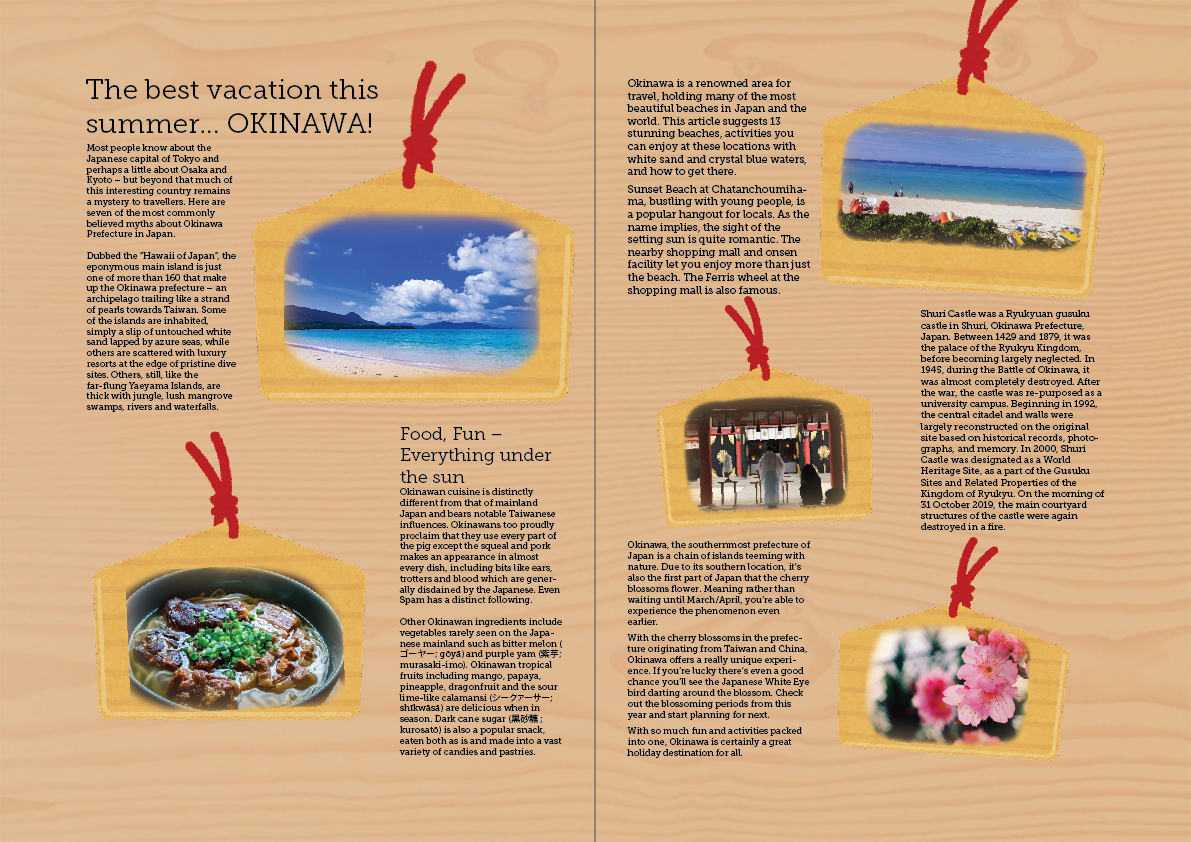 The best vacation this
summer... OKINAWA!
Most people know about the
Japanese capital of Tokyo and
perhaps a little about Osaka and
Kyoto – but beyond that much of
this interesting country remains
a mystery to travellers. Here are
seven of the most commonly
believed myths about Okinawa
Prefecture in Japan.
Dubbed the “Hawaii of Japan”, the
eponymous main island is just
one of more than 160 that make
up the Okinawa prefecture – an
archipelago trailing like a strand
of pearls towards Taiwan. Some
of the islands are inhabited,
simply a slip of untouched white
sand lapped by azure seas, while
others are scattered with luxury
resorts at the edge of pristine dive
sites. Others, still, like the
far-flung Yaeyama Islands, are
thick with jungle, lush mangrove
swamps, rivers and waterfalls.
Food, Fun –
Everything under
the sun
Okinawan cuisine is distinctly
different from that of mainland
Japan and bears notable Taiwanese
influences. Okinawans too proudly
proclaim that they use every part of
the pig except the squeal and pork
makes an appearance in almost
every dish, including bits like ears,
trotters and blood which are gener-
ally disdained by the Japanese. Even
Spam has a distinct following.
Other Okinawan ingredients include
vegetables rarely seen on the Japa-
nese mainland such as bitter melon (
ゴーヤー; gōyā) and purple yam (紫芋;
murasaki-imo). Okinawan tropical
fruits including mango, papaya,
pineapple, dragonfruit and the sour
lime-like calamansi (シークァーサー;
shīkwāsā) are delicious when in
season. Dark cane sugar (黒砂糖 ;
kurosatō) is also a popular snack,
eaten both as is and made into a vast
variety of candies and pastries.
Okinawa is a renowned area for
travel, holding many of the most
beautiful beaches in Japan and the
world. This article suggests 13
stunning beaches, activities you
can enjoy at these locations with
white sand and crystal blue waters,
and how to get there.
Sunset Beach at Chatanchoumiha-
ma, bustling with young people, is
a popular hangout for locals. As the
name implies, the sight of the
setting sun is quite romantic. The
nearby shopping mall and onsen
facility let you enjoy more than just
the beach. The Ferris wheel at the
shopping mall is also famous.
Shuri Castle was a Ryukyuan gusuku
castle in Shuri, Okinawa Prefecture,
Japan. Between 1429 and 1879, it was
the palace of the Ryukyu Kingdom,
before becoming largely neglected. In
1945, during the Battle of Okinawa, it
was almost completely destroyed. After
the war, the castle was re-purposed as a
university campus. Beginning in 1992,
the central citadel and walls were
largely reconstructed on the original
site based on historical records, photo-
graphs, and memory. In 2000, Shuri
Castle was designated as a World
Heritage Site, as a part of the Gusuku
Sites and Related Properties of the
Kingdom of Ryukyu. On the morning of
31 October 2019, the main courtyard
structures of the castle were again
destroyed in a fire.
Okinawa, the southernmost prefecture of
Japan is a chain of islands teeming with
nature. Due to its southern location, it’s
also the first part of Japan that the cherry
blossoms flower. Meaning rather than
waiting until March/April, you’re able to
experience the phenomenon even
earlier.
With the cherry blossoms in the prefec-
ture originating from Taiwan and China,
Okinawa offers a really unique experi-
ence. If you’re lucky there’s even a good
chance you’ll see the Japanese White Eye
bird darting around the blossom. Check
out the blossoming periods from this
year and start planning for next.
With so much fun and activities packed
into one, Okinawa is certainly a great
holiday destination for all.